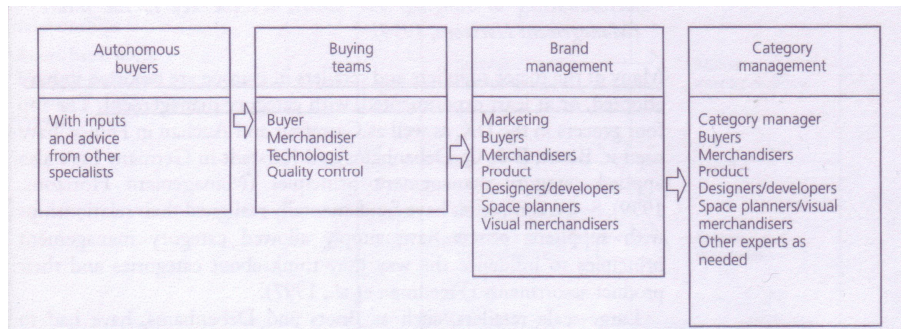 Autonomous
buyers
With inputs
and advice
from other
specialists
Buying
teams
Buyer
Merchandiser
Technologist
Quality control
Brand
management
Marketing
Buyers
Merchandisers
Product
Designers/developers
Space planners
Visual merchandisers
Category
management
Category manager
Buyers
Merchandisers
Product
Designers/developers
Space planners/visual
merchandisers
Other experts as
needed